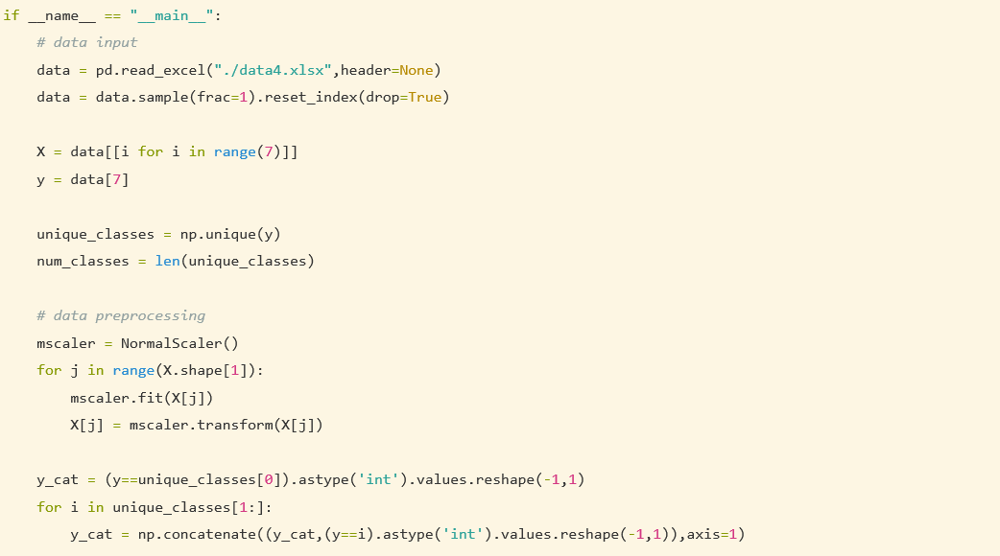 if __name__ == "__main__":
    # data input
    data = pd.read_excel("./data4.xlsx",header=None)
    data = data.sample(frac=1).reset_index(drop=True)

    X = data[[i for i in range(7)]]
    y = data[7]

    unique_classes = np.unique(y)
    num_classes = len(unique_classes)

    # data preprocessing
    mscaler = NormalScaler()
    for j in range(X.shape[1]):
        mscaler.fit(X[j])
        X[j] = mscaler.transform(X[j])

    y_cat = (y==unique_classes[0]).astype('int').values.reshape(-1,1)
    for i in unique_classes[1:]:
        y_cat = np.concatenate((y_cat,(y==i).astype('int').values.reshape(-1,1)),axis=1)